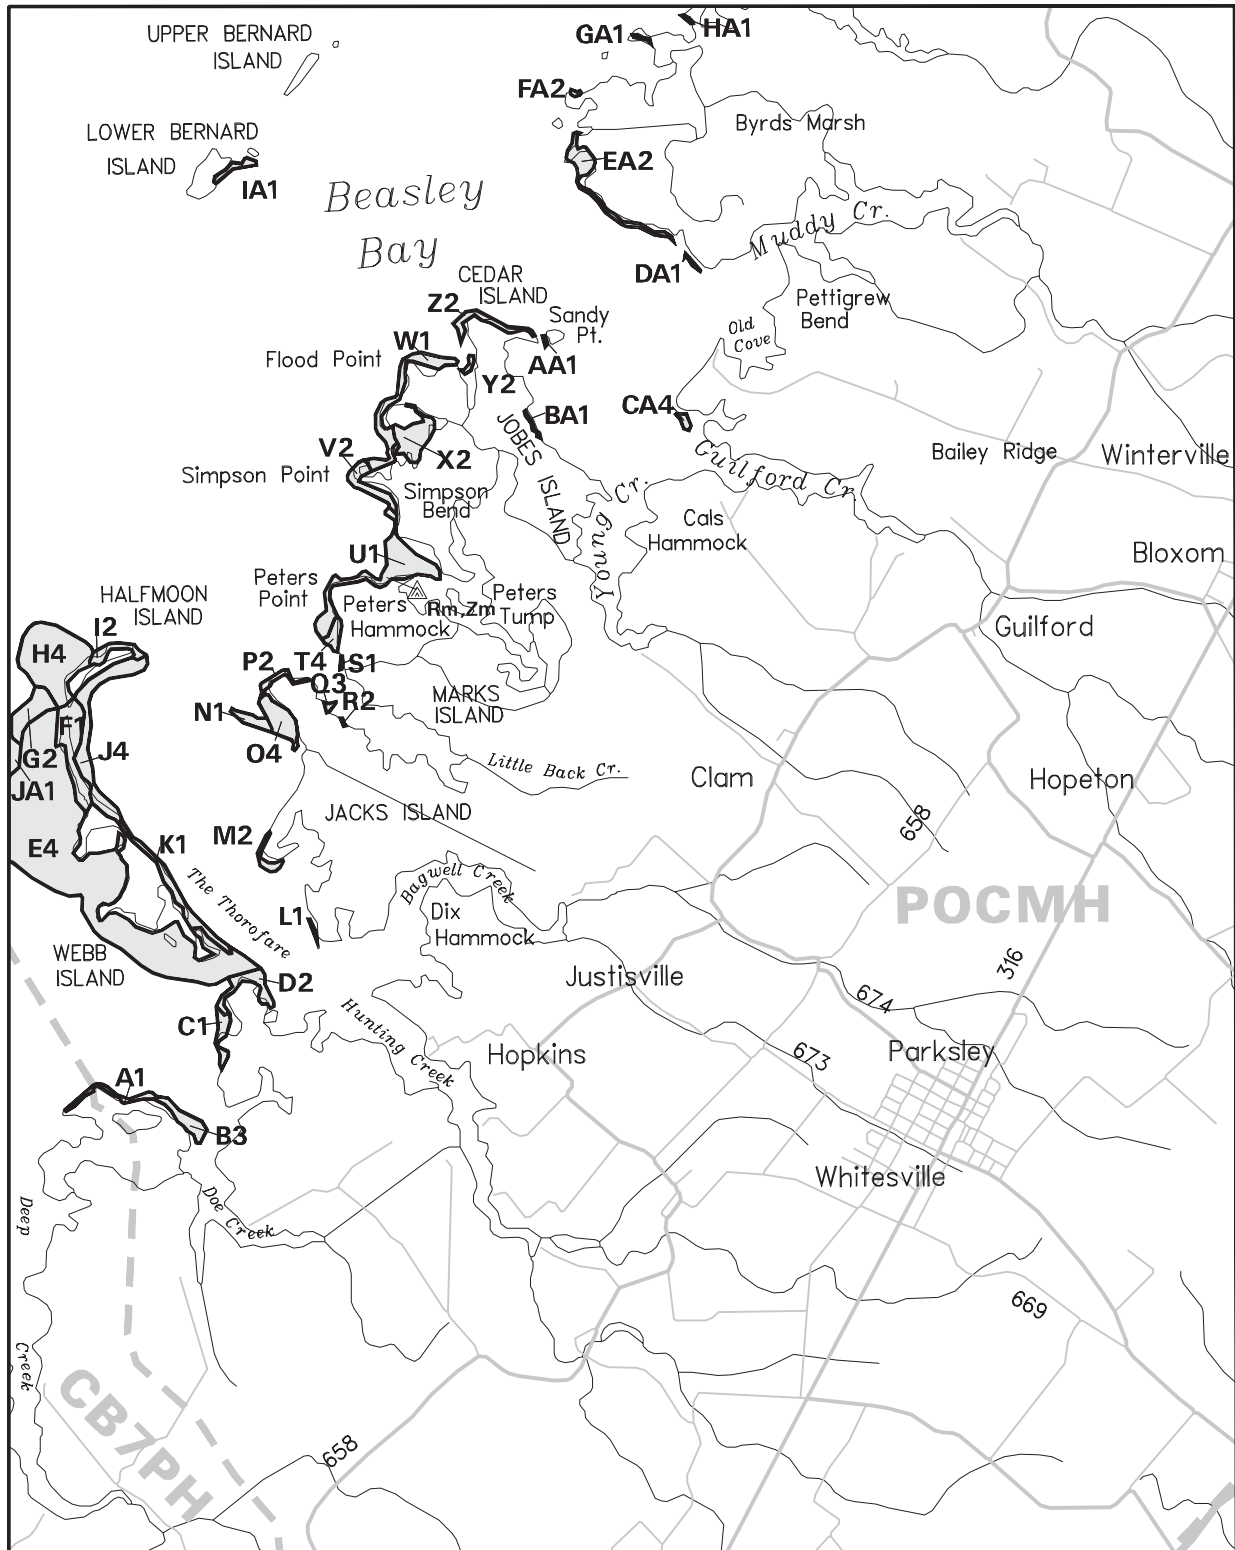 UPPER BERNARD
ISLAND
GA1
HA1
FA2
LOWER BERNARD
ISLAND
IA1
Byrds Marsh
EA2
Beasley
Bay
Muddy Cr.
DA1
CEDAR
ISLAND
Z2
Sandy
Pt.
Pettigrew
Bend
Old
Cove
W1
Flood Point
AA1
Y2
BA1
CA4
JOBES ISLAND
V2
X2
Simpson Point
Simpson
Bend
Guilford Cr.
Bailey Ridge
Winterville
Young Cr.
Cals
Hammock
U1
Bloxom
Peters
Point
Peters
Hammock
Rm,Zm
Peters
Tump
HALFMOON
ISLAND
I2
H4
Guilford
P2
T4
S1
Q3
R2
MARKS
ISLAND
N1
O4
F1
G2
J4
JA1
Little Back Cr.
Clam
Hopeton
JACKS ISLAND
658
M2
E4
K1
The Thorofare
Bagwell Creek
L1
Dix
Hammock
POCMH
WEBB
ISLAND
D2
Justisville
316
674
C1
Hunting Creek
Hopkins
673
Parksley
A1
B3
Whitesville
Deep
Creek
Doe Creek
669
CB7PH
658